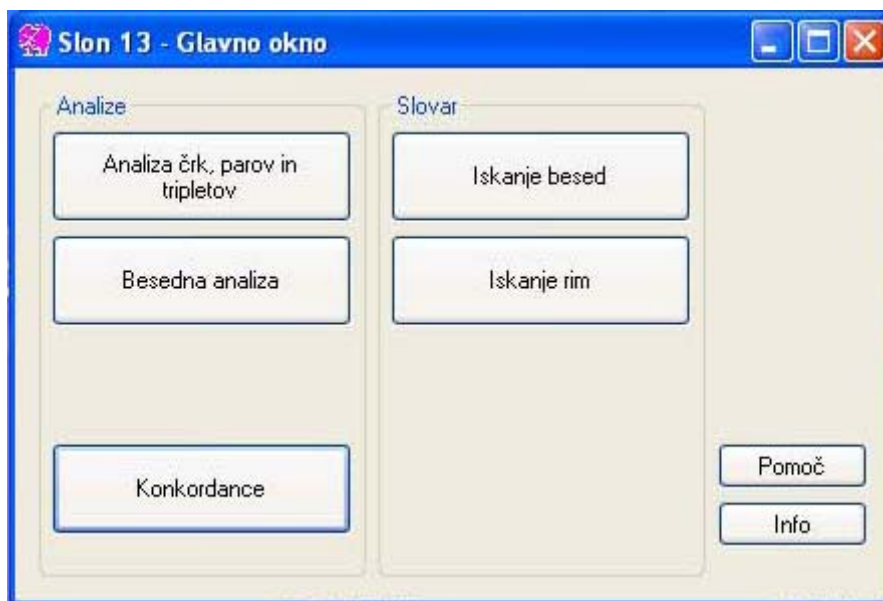 Slon 13 - Glavno okno
Analize
Analiza črk, parov in
tripletov
Besedna analiza
Konkordance
Slovar
Iskanje besed
Iskanje rim
Pomoč
Info